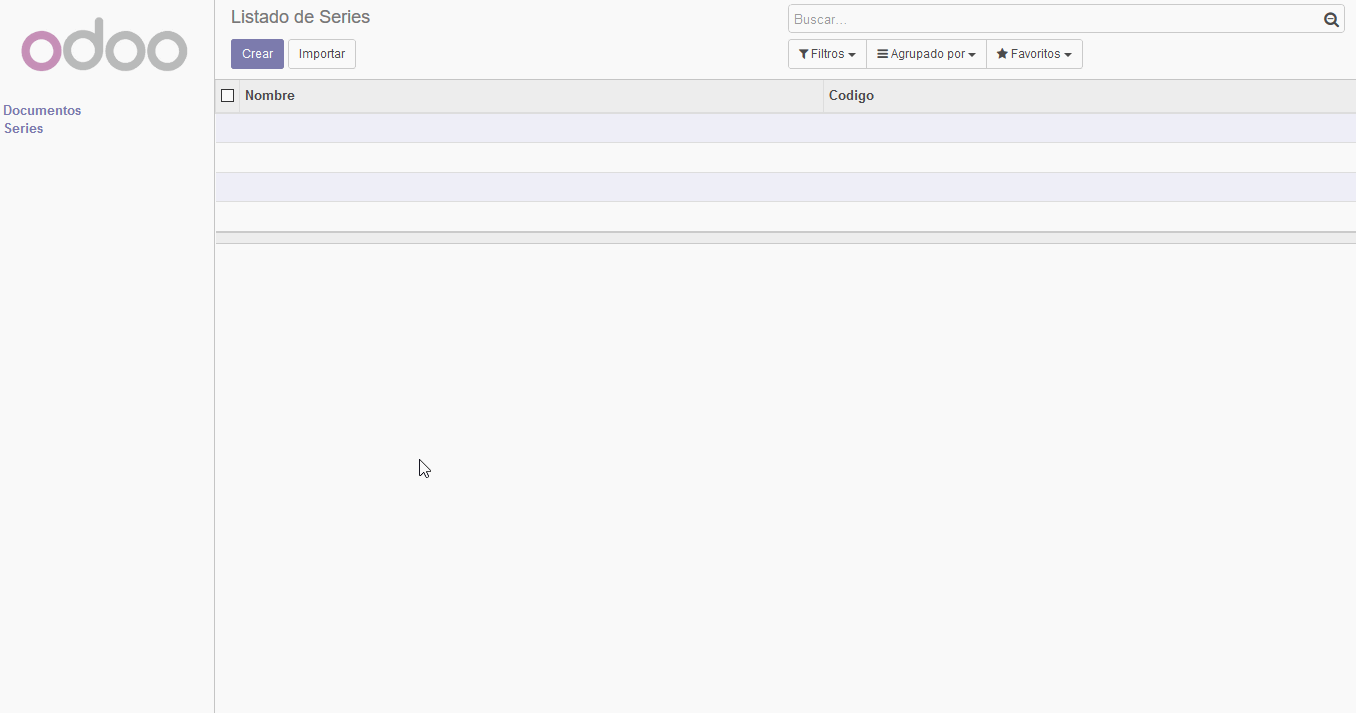 odoo
Documentos
Series
Listado de Series
Buscar...
Crear
Importar
Filtros
Agrupado por
Favoritos
Nombre
Codigo